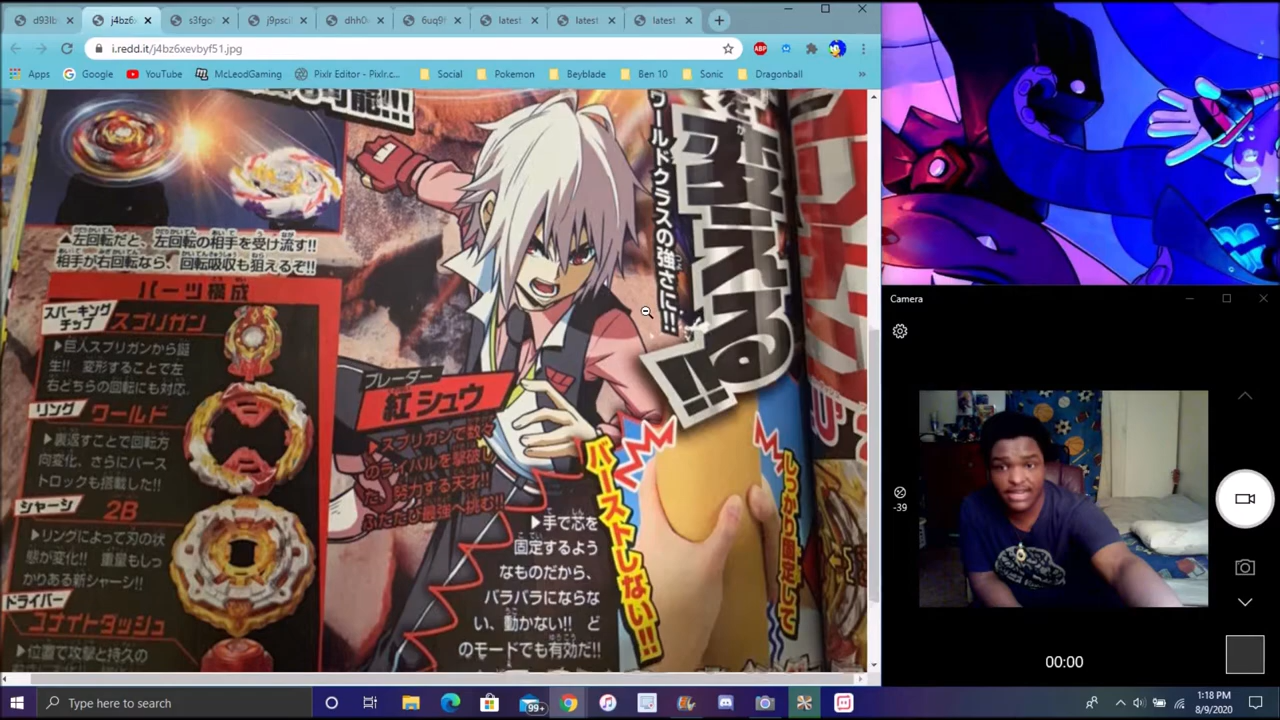 d93lb
j4bz6x
s3fgol
j9psci
dhh0
6uq9f
latest
latest
latest
i.redd.it/j4bz6xevbyf51.jpg
ABP
Apps
Google
YouTube
McLeodGaming
Pixlr Editor - Pixlr.c...
Social
Pokemon
Beyblade
Ben 10
Sonic
Dragonball
▲左回転だと、左回転の相手を受け流す!!
相手が右回転なら、回転吸収も狙えるぞ!!
パーツ構成
スパーキング
チップ
スプリガン
▶巨人スプリガンから誕
生!! 変形することで左
右どちらの回転にも対応。
リング
ワールド
▶裏返すことで回転方
向変化、さらにバース
トロックも搭載した!!
シャーシ
2B
▶リングによって刃の状
態が変化!! 重量もしっ
かりある新シャーシ!!
ドライバー
ユナイトダッシュ
▶位置で攻撃と持久の
ブレーダー
紅シュウ
▶スプリガンで数々
のライバルを撃破し
た、努力する天才!!
ふたたび最強へ挑む!!
ワールドクラスの強さに!!
バーストしない!!
しっかり固定して
▶手で芯を
固定するよう
なものだから、
バラバラにならな
い、動かない!! ど
のモードでも有効だ!!
Camera
-39
00:00
Type here to search
99+
1:18 PM
8/9/2020